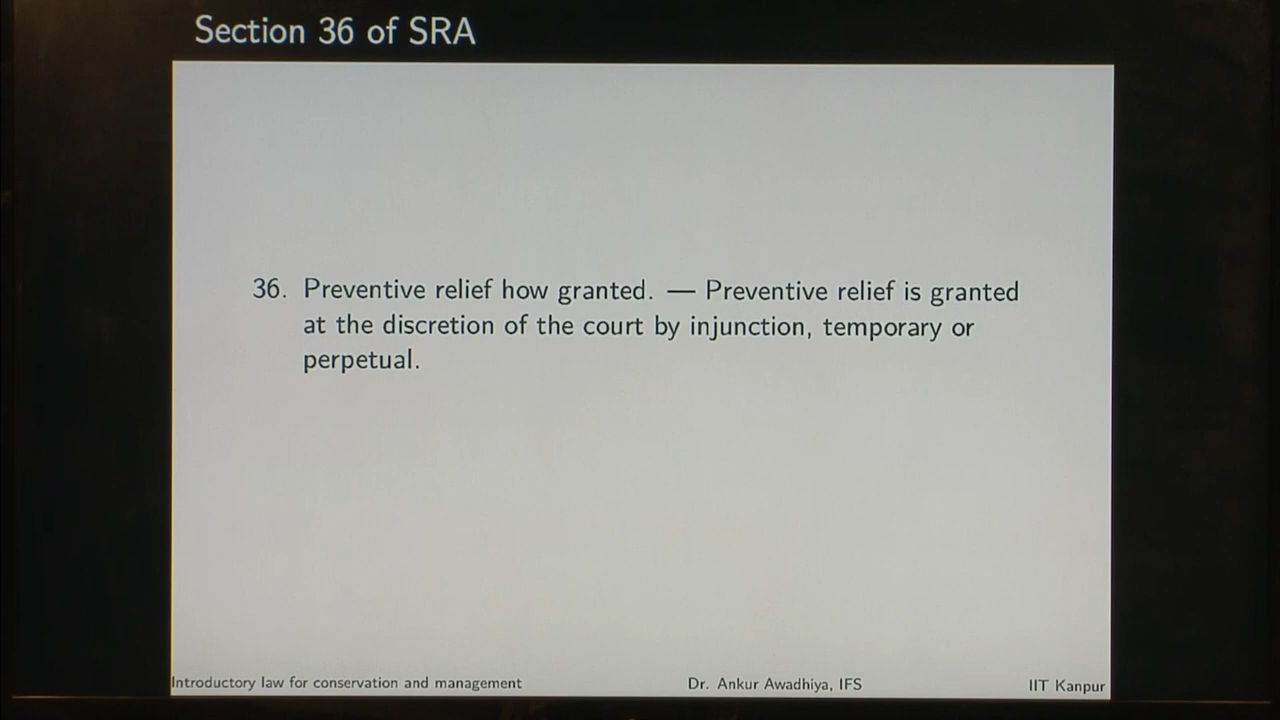 Section 36 of SRA
36. Preventive relief how granted. — Preventive relief is granted
at the discretion of the court by injunction, temporary or
perpetual.
Introductory law for conservation and management Dr. Ankur Awadhiya, IFS IIT Kanpur